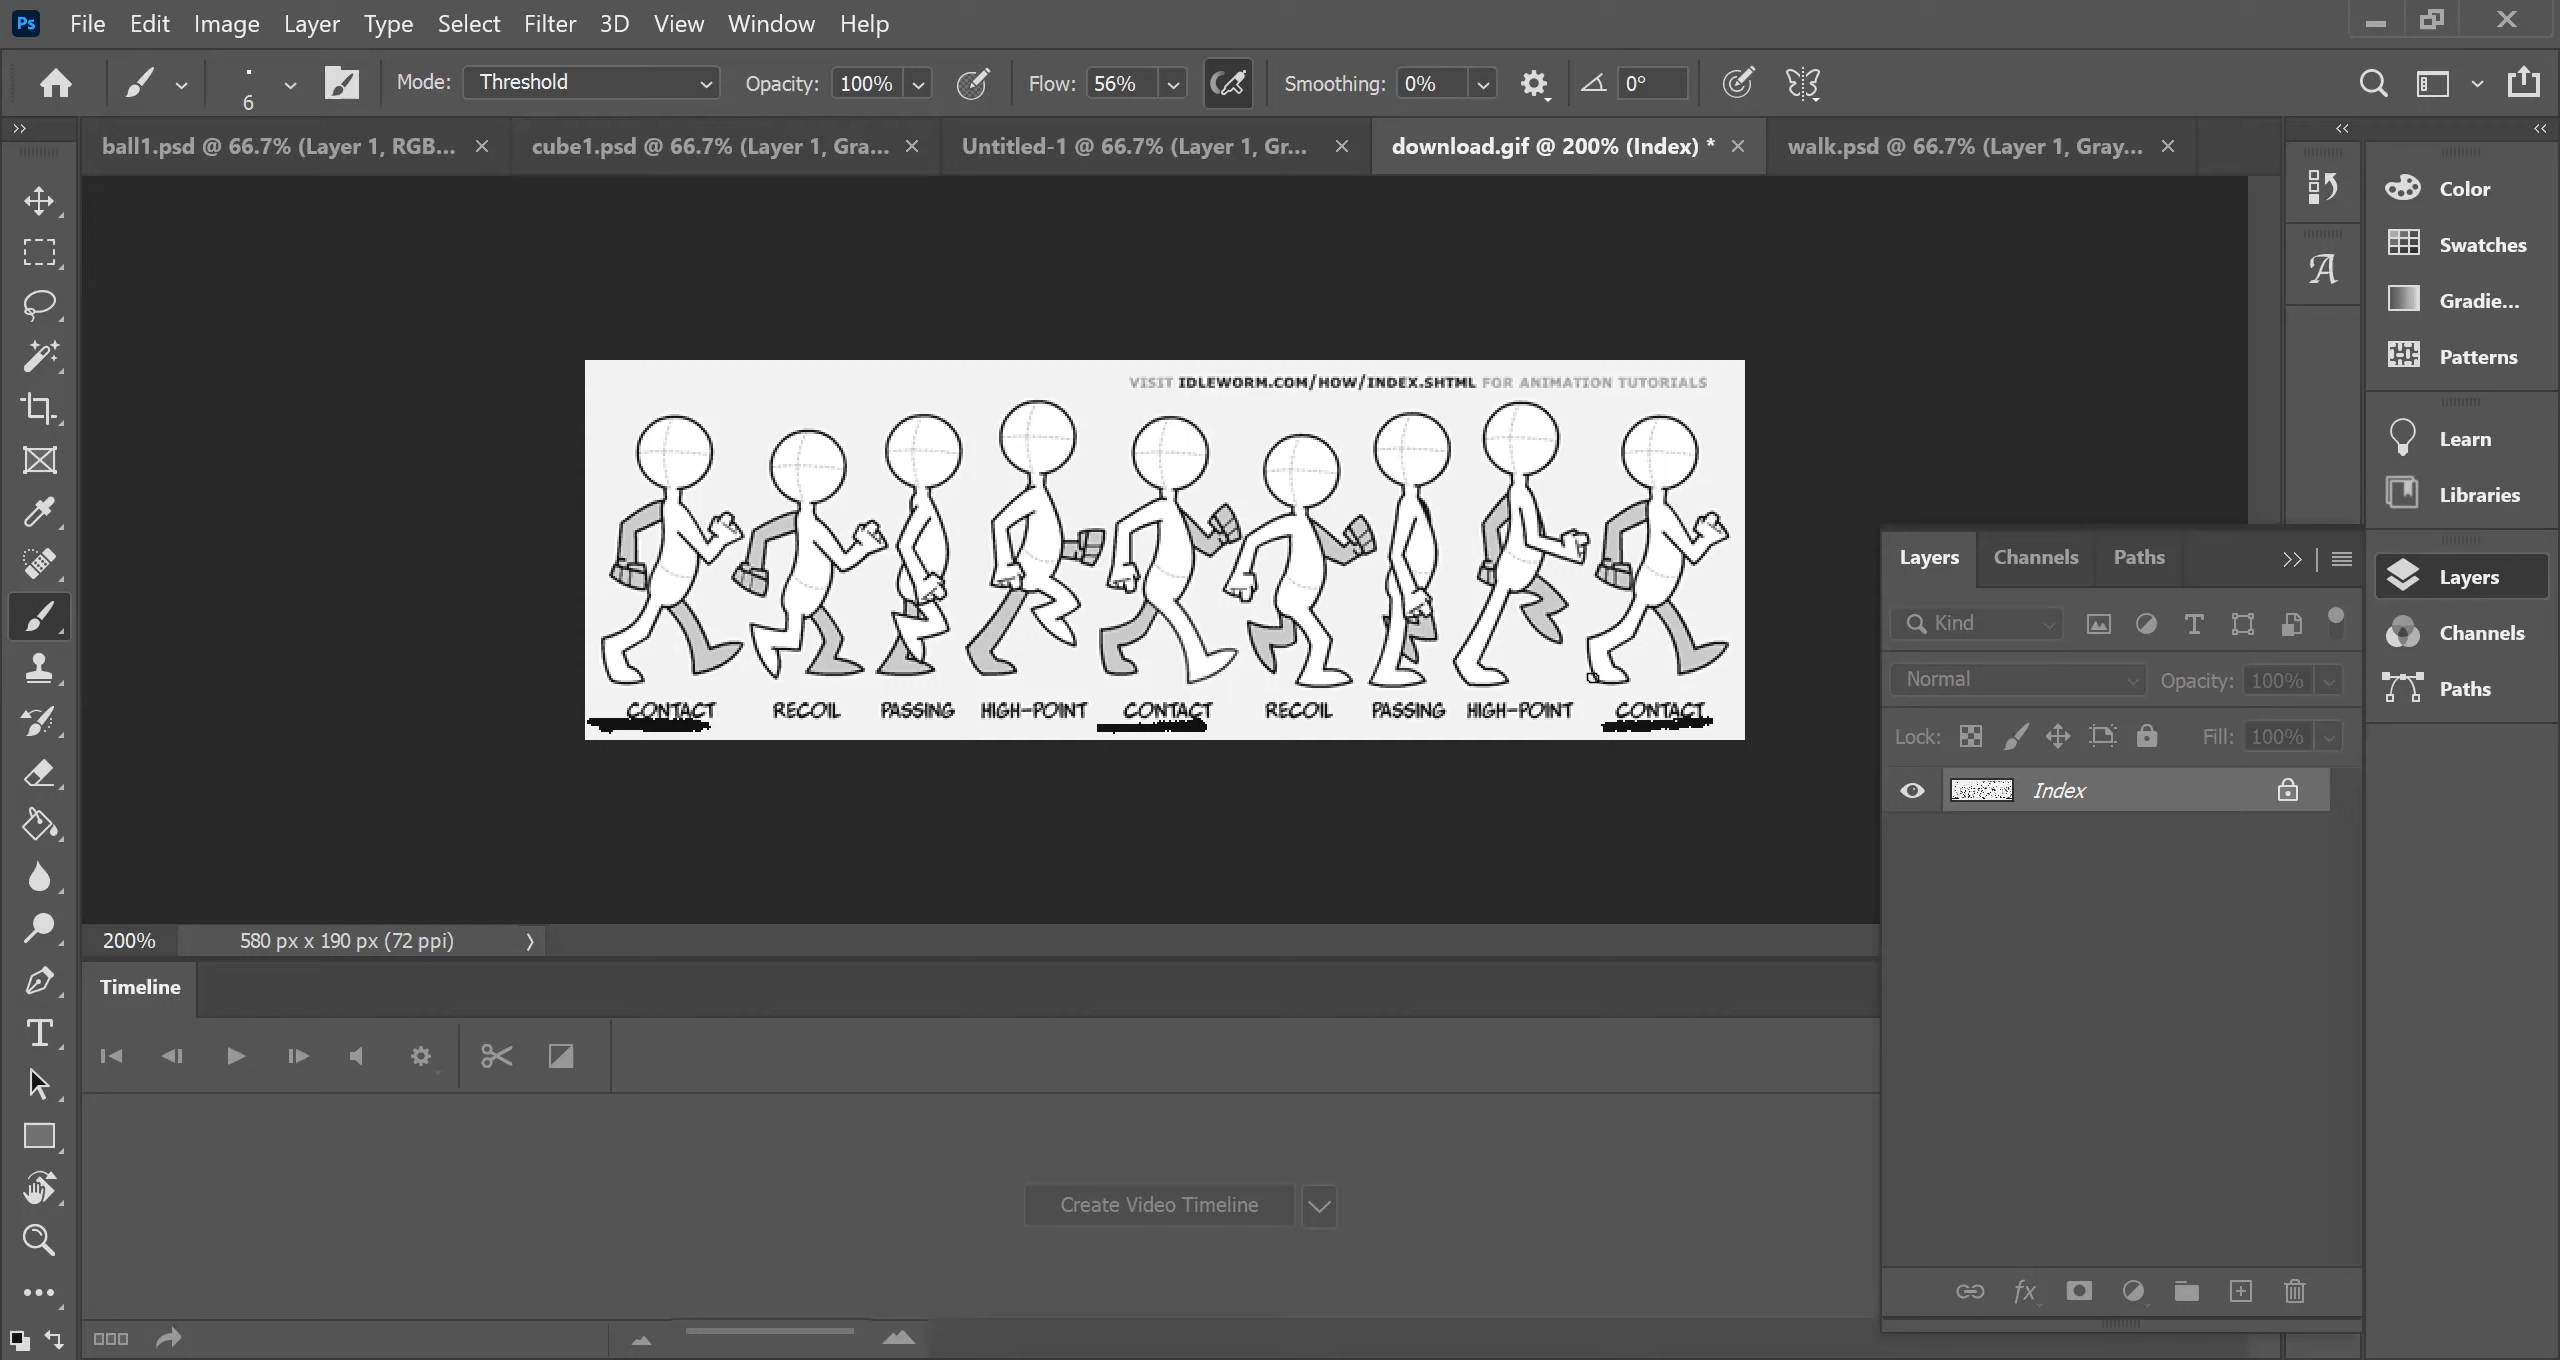 Ps File Edit Image Layer Type Select Filter 3D View Window Help
6 Mode: Threshold Opacity: 100% Flow: 56% Smoothing: 0% 0°
ball1.psd @ 66.7% (Layer 1, RGB... cube1.psd @ 66.7% (Layer 1, Gra... Untitled-1 @ 66.7% (Layer 1, Gr... download.gif @ 200% (Index) * walk.psd @ 66.7% (Layer 1, Gray...
VISIT IDLEWORM.COM/HOW/INDEX.SHTML FOR ANIMATION TUTORIALS
CONTACT RECOIL PASSING HIGH-POINT CONTACT RECOIL PASSING HIGH-POINT CONTACT
Color
Swatches
Gradie...
Patterns
Learn
Libraries
Layers
Channels
Paths
Layers Channels Paths
Kind
Normal Opacity: 100%
Lock: Fill: 100%
Index
200% 580 px x 190 px (72 ppi)
Timeline
Create Video Timeline